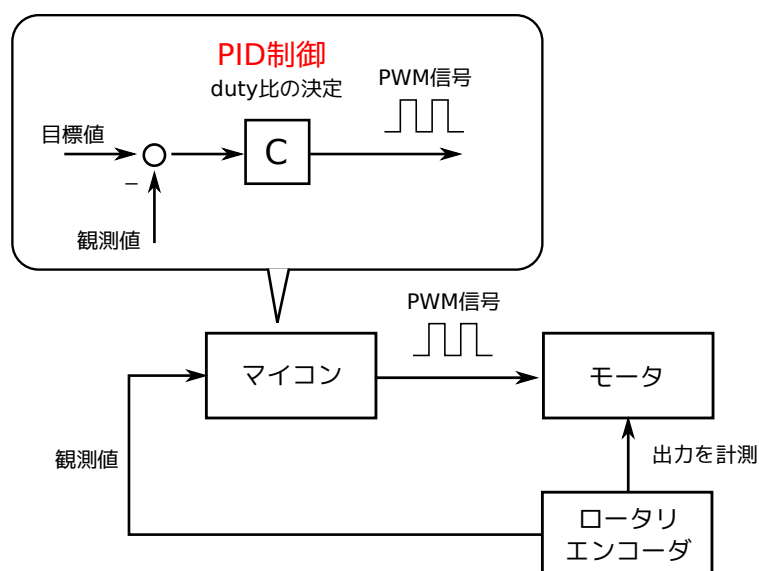 PID制御
duty比の決定
PWM信号
目標値
C
−
観測値
PWM信号
マイコン
モータ
観測値
出力を計測
ロータリ
エンコーダ